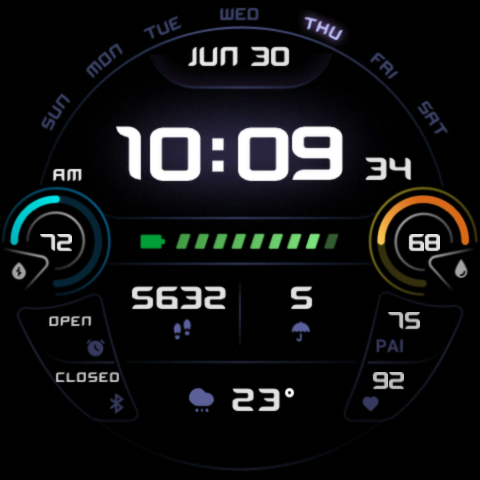 SUN MON TUE WED THU FRI SAT
JUN 30
10:09 34
AM
72
68
5632 5
OPEN
75
PAI
CLOSED
92
23°